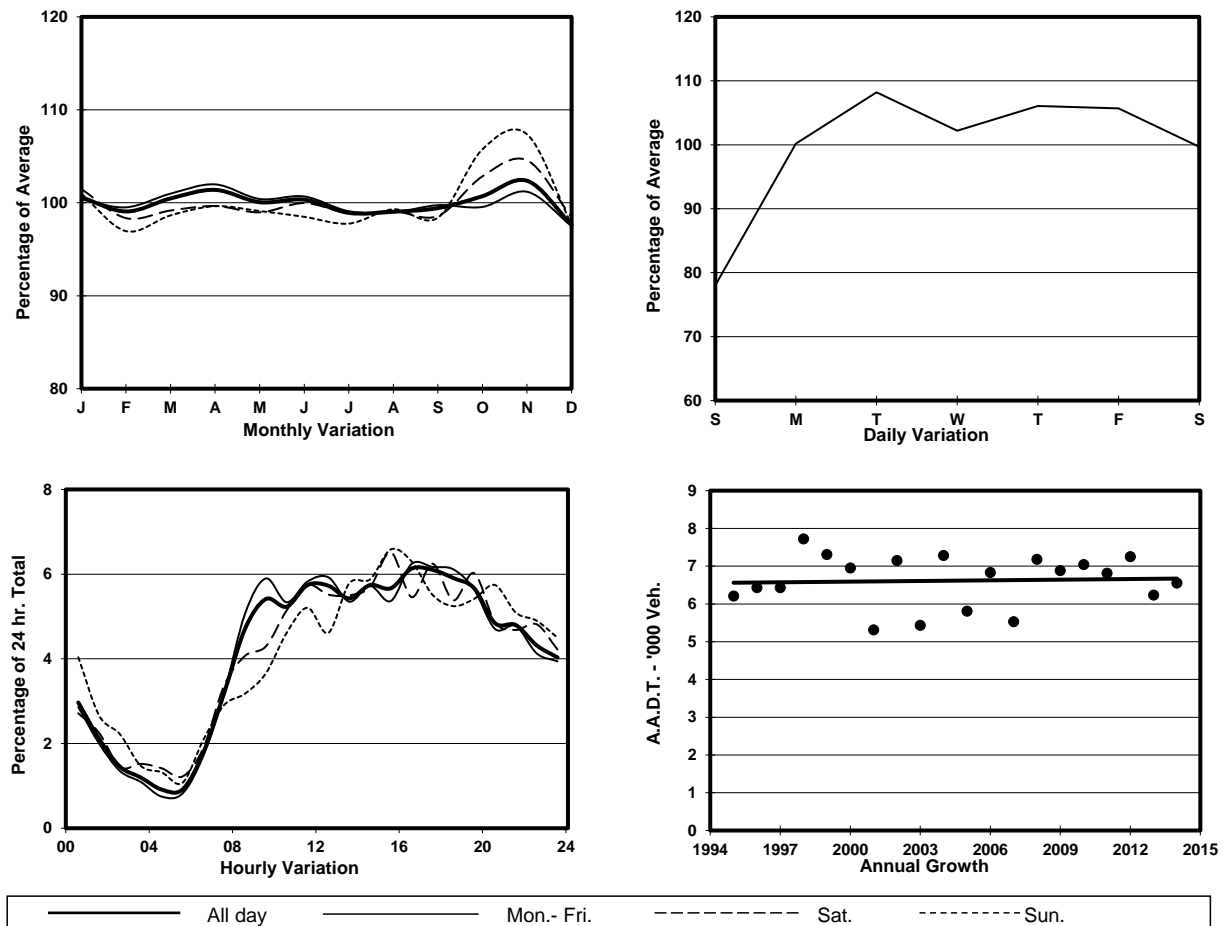 120
110
100
90
80
Percentage of Average
J F M A M J J A S O N D
Monthly Variation
120
110
100
90
80
70
60
Percentage of Average
S M T W T F S
Daily Variation
8
6
4
2
0
Percentage of 24 hr. Total
00 04 08 12 16 20 24
Hourly Variation
9
8
7
6
5
4
3
2
1
0
A.A.D.T. - '000 Veh.
1994 1997 2000 2003 2006 2009 2012 2015
Annual Growth
All day Mon.- Fri. Sat. Sun.